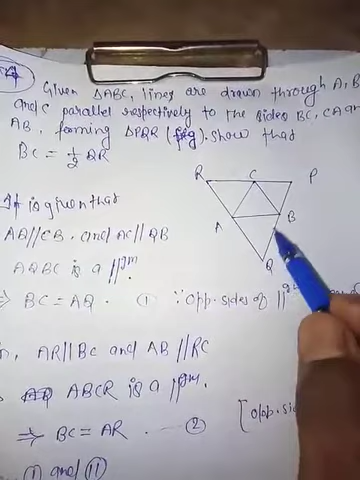 Given △ABC, lines are drawn through A, B
and C parallel respectively to the sides BC, CA and
AB, forming △PQR (fig). Show that
BC = 1/2 QR
R C P
A B
Q
It is given that
AQ//CB and AC//QB
AQBC is a ||gm
⇒ BC = AQ . ① ∵ opp. sides of ||gm
AR//BC and AB//RC
ABCR is a ||gm.
⇒ BC = AR . — ②
[opp. si
① and ⑪